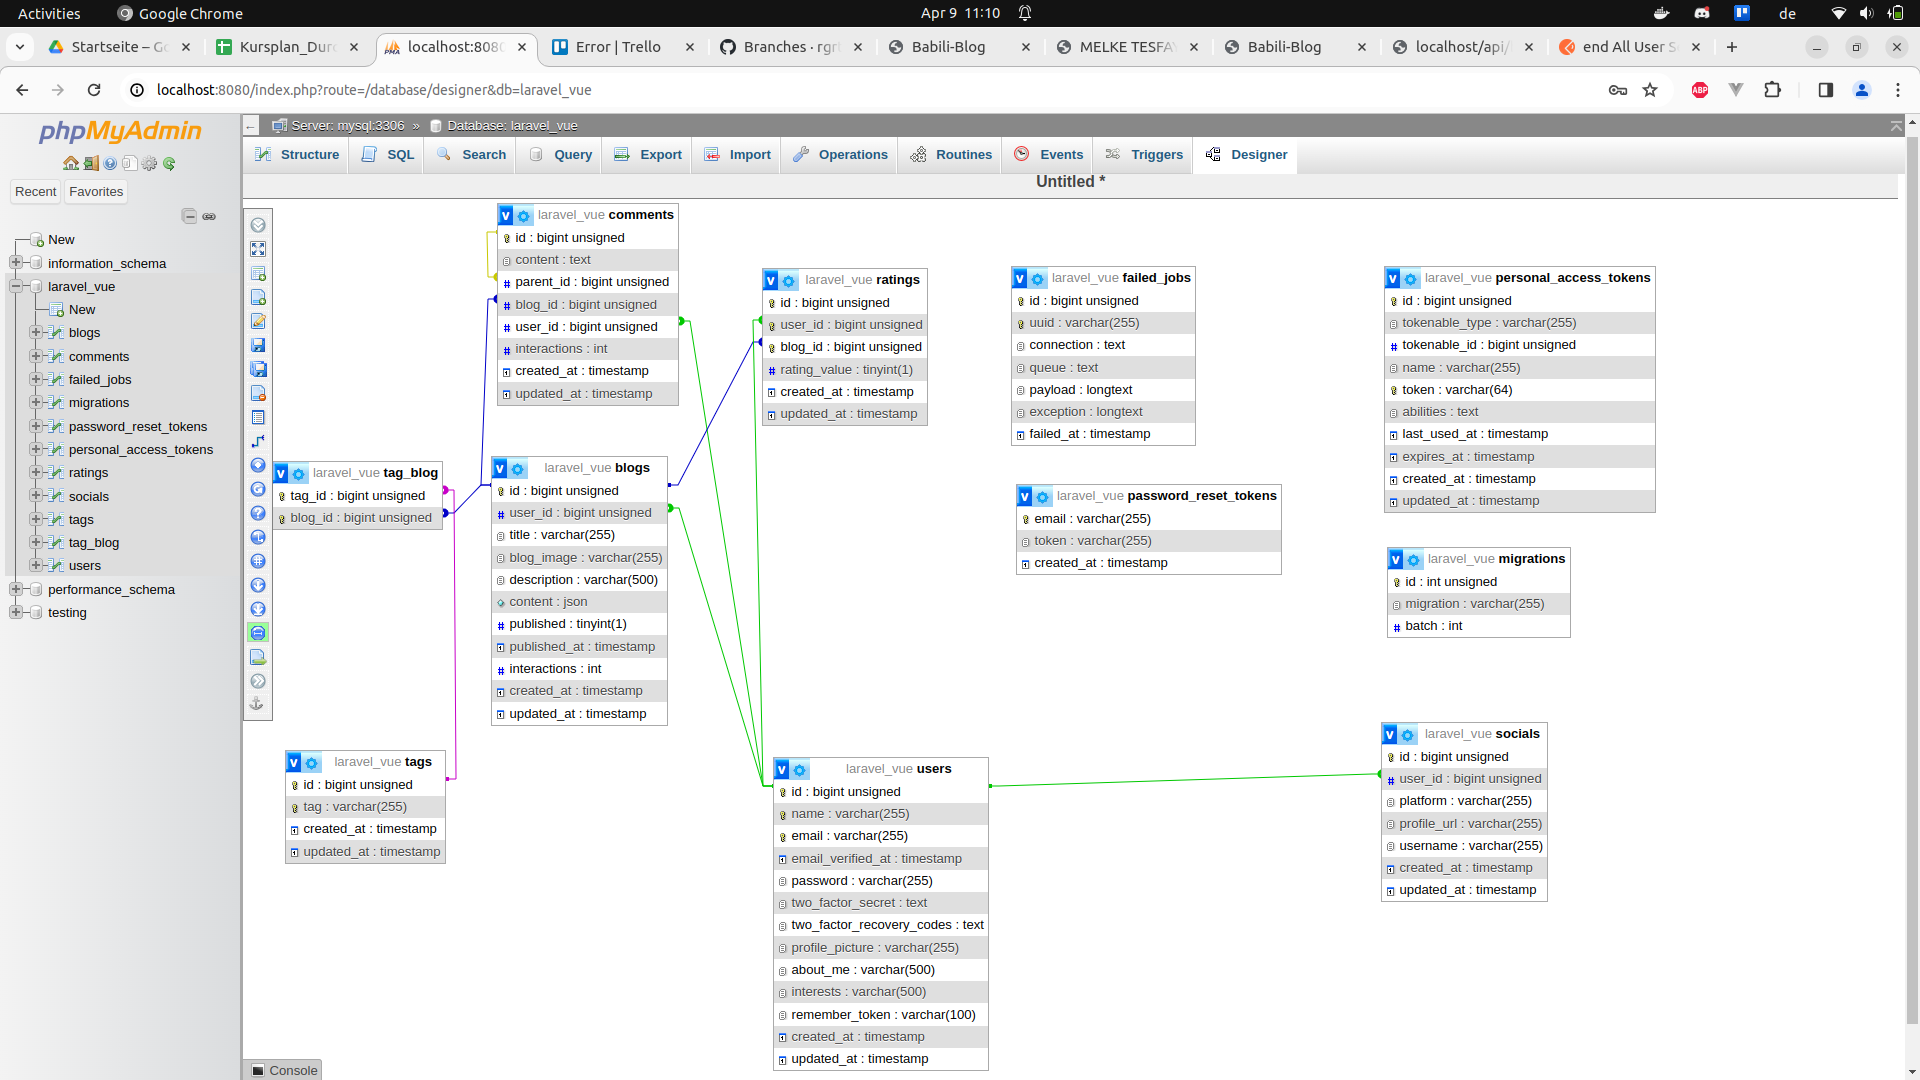 Activities
Google Chrome
Apr 9 11:10
de
Startseite – Go
Kursplan_Durc
localhost:8080
Error | Trello
Branches · rgr
Babili-Blog
MELKE TESFA
Babili-Blog
localhost/api/
end All User S
localhost:8080/index.php?route=/database/designer&db=laravel_vue
ABP
phpMyAdmin
Recent
Favorites
New
information_schema
laravel_vue
New
blogs
comments
failed_jobs
migrations
password_reset_tokens
personal_access_tokens
ratings
socials
tags
tag_blog
users
performance_schema
testing
Server: mysql:3306 » Database: laravel_vue
Structure
SQL
Search
Query
Export
Import
Operations
Routines
Events
Triggers
Designer
Untitled *
laravel_vue comments
id : bigint unsigned
content : text
parent_id : bigint unsigned
blog_id : bigint unsigned
user_id : bigint unsigned
interactions : int
created_at : timestamp
updated_at : timestamp
laravel_vue ratings
id : bigint unsigned
user_id : bigint unsigned
blog_id : bigint unsigned
rating_value : tinyint(1)
created_at : timestamp
updated_at : timestamp
laravel_vue failed_jobs
id : bigint unsigned
uuid : varchar(255)
connection : text
queue : text
payload : longtext
exception : longtext
failed_at : timestamp
laravel_vue personal_access_tokens
id : bigint unsigned
tokenable_type : varchar(255)
tokenable_id : bigint unsigned
name : varchar(255)
token : varchar(64)
abilities : text
last_used_at : timestamp
expires_at : timestamp
created_at : timestamp
updated_at : timestamp
laravel_vue tag_blog
tag_id : bigint unsigned
blog_id : bigint unsigned
laravel_vue blogs
id : bigint unsigned
user_id : bigint unsigned
title : varchar(255)
blog_image : varchar(255)
description : varchar(500)
content : json
published : tinyint(1)
published_at : timestamp
interactions : int
created_at : timestamp
updated_at : timestamp
laravel_vue password_reset_tokens
email : varchar(255)
token : varchar(255)
created_at : timestamp
laravel_vue migrations
id : int unsigned
migration : varchar(255)
batch : int
laravel_vue tags
id : bigint unsigned
tag : varchar(255)
created_at : timestamp
updated_at : timestamp
laravel_vue users
id : bigint unsigned
name : varchar(255)
email : varchar(255)
email_verified_at : timestamp
password : varchar(255)
two_factor_secret : text
two_factor_recovery_codes : text
profile_picture : varchar(255)
about_me : varchar(500)
interests : varchar(500)
remember_token : varchar(100)
created_at : timestamp
updated_at : timestamp
laravel_vue socials
id : bigint unsigned
user_id : bigint unsigned
platform : varchar(255)
profile_url : varchar(255)
username : varchar(255)
created_at : timestamp
updated_at : timestamp
Console